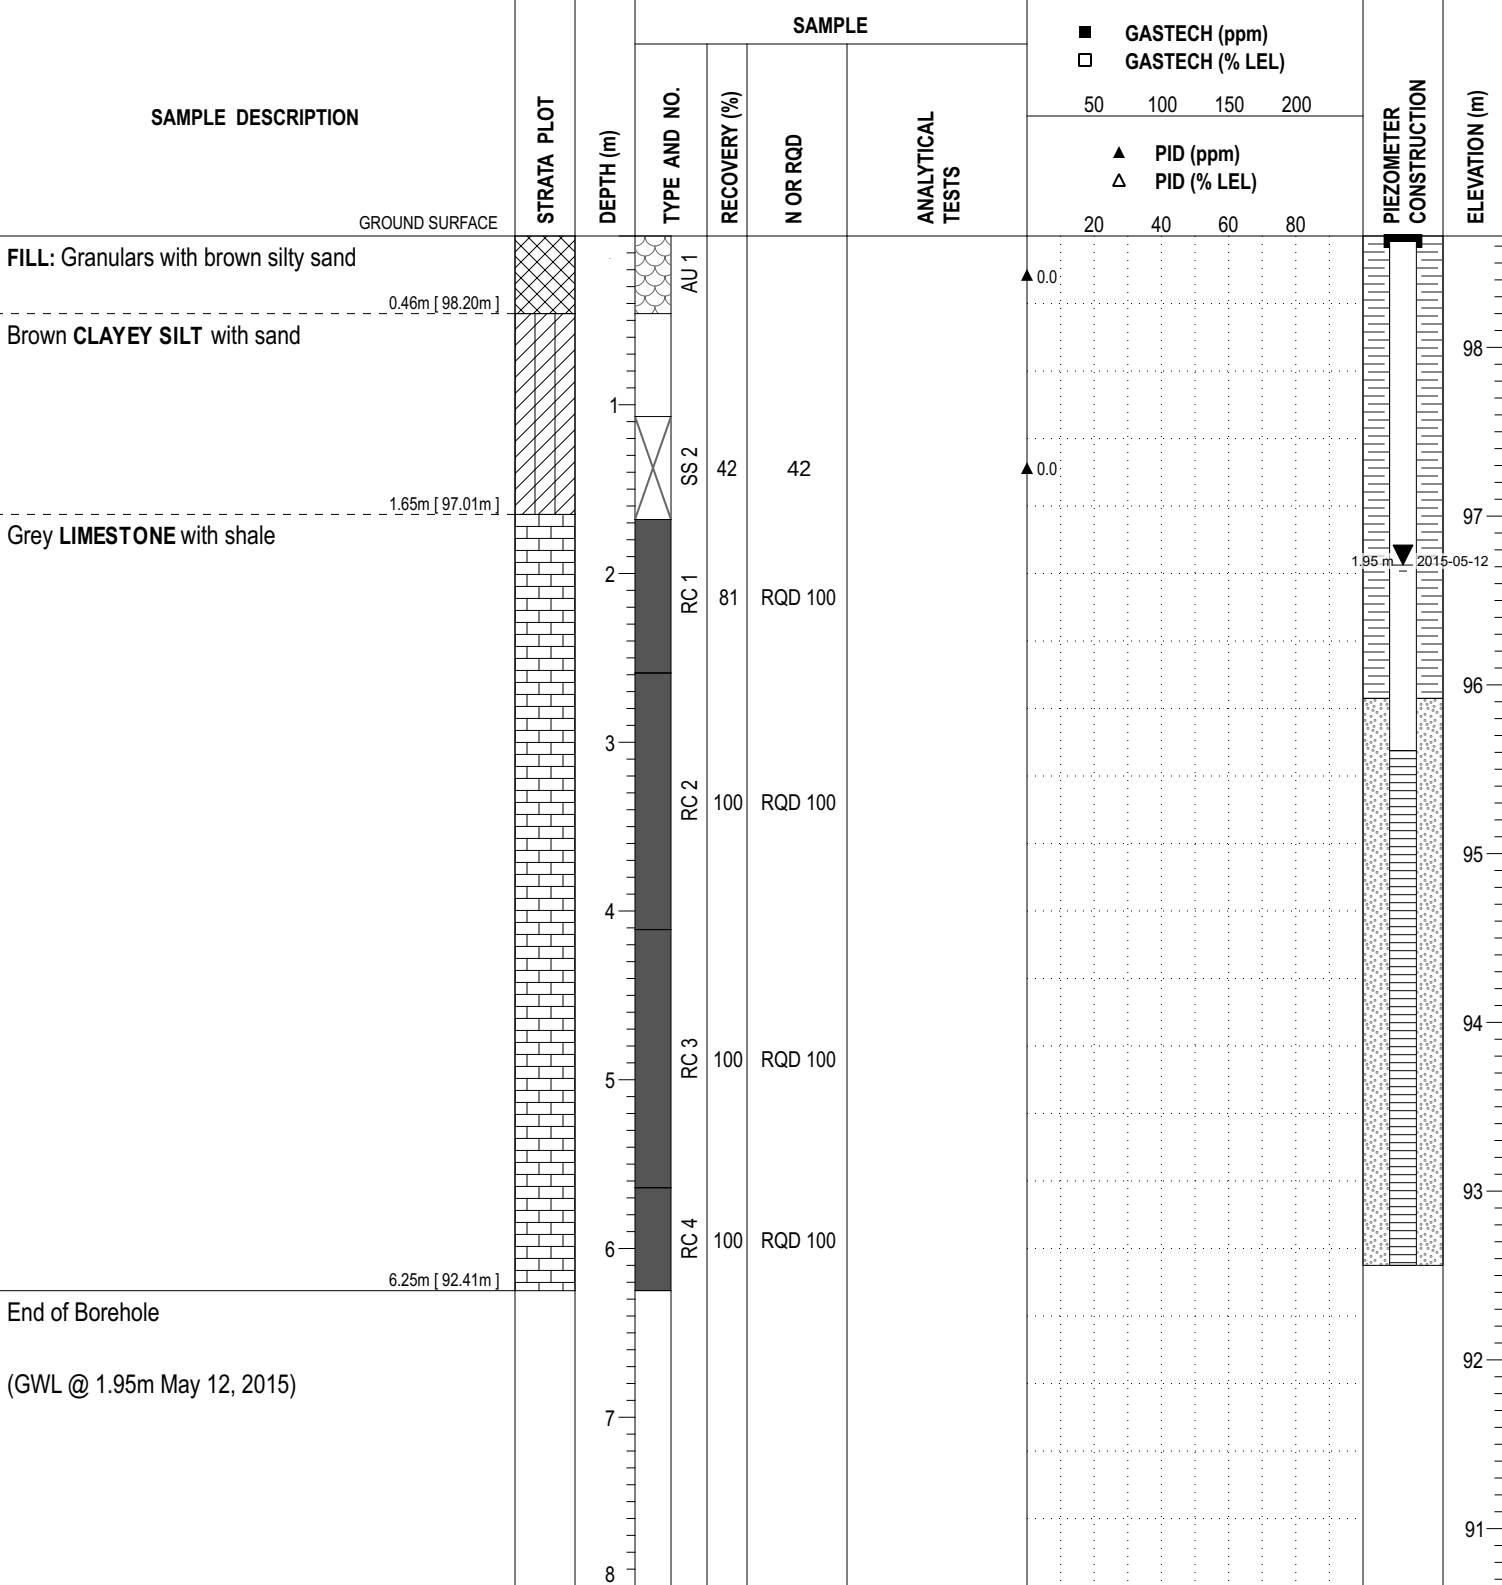 SAMPLE
GASTECH (ppm)
GASTECH (% LEL)
50 100 150 200
PID (ppm)
PID (% LEL)
20 40 60 80
SAMPLE DESCRIPTION
STRATA PLOT
DEPTH (m)
TYPE AND NO.
RECOVERY (%)
N OR RQD
ANALYTICAL
TESTS
PIEZOMETER
CONSTRUCTION
ELEVATION (m)
GROUND SURFACE
FILL: Granulars with brown silty sand
AU 1
0.0
0.46m [ 98.20m ]
Brown CLAYEY SILT with sand
98
1
SS 2 42 42
0.0
1.65m [ 97.01m ]
97
Grey LIMESTONE with shale
1.95 m 2015-05-12
2
RC 1 81 RQD 100
96
3
RC 2 100 RQD 100
95
4
94
RC 3 100 RQD 100
5
93
RC 4 100 RQD 100
6
6.25m [ 92.41m ]
End of Borehole
92
(GWL @ 1.95m May 12, 2015)
7
91
8